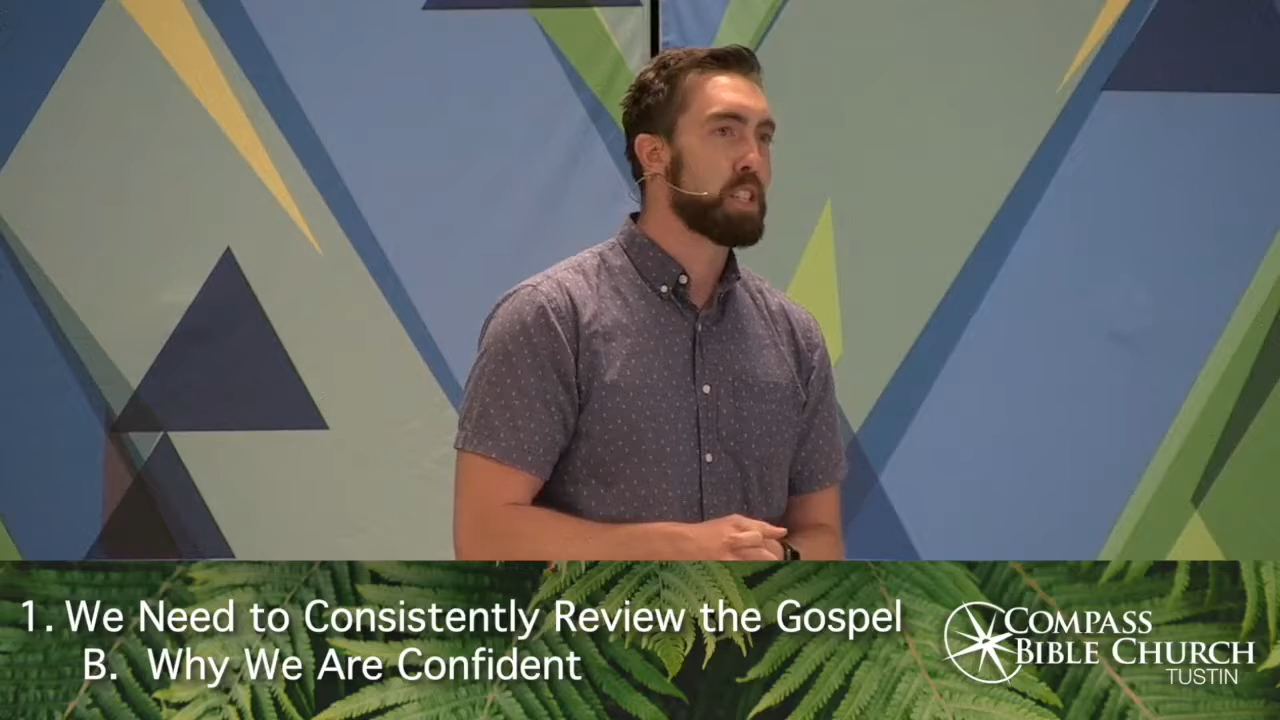 1. We Need to Consistently Review the Gospel
B. Why We Are Confident
COMPASS
BIBLE CHURCH
TUSTIN